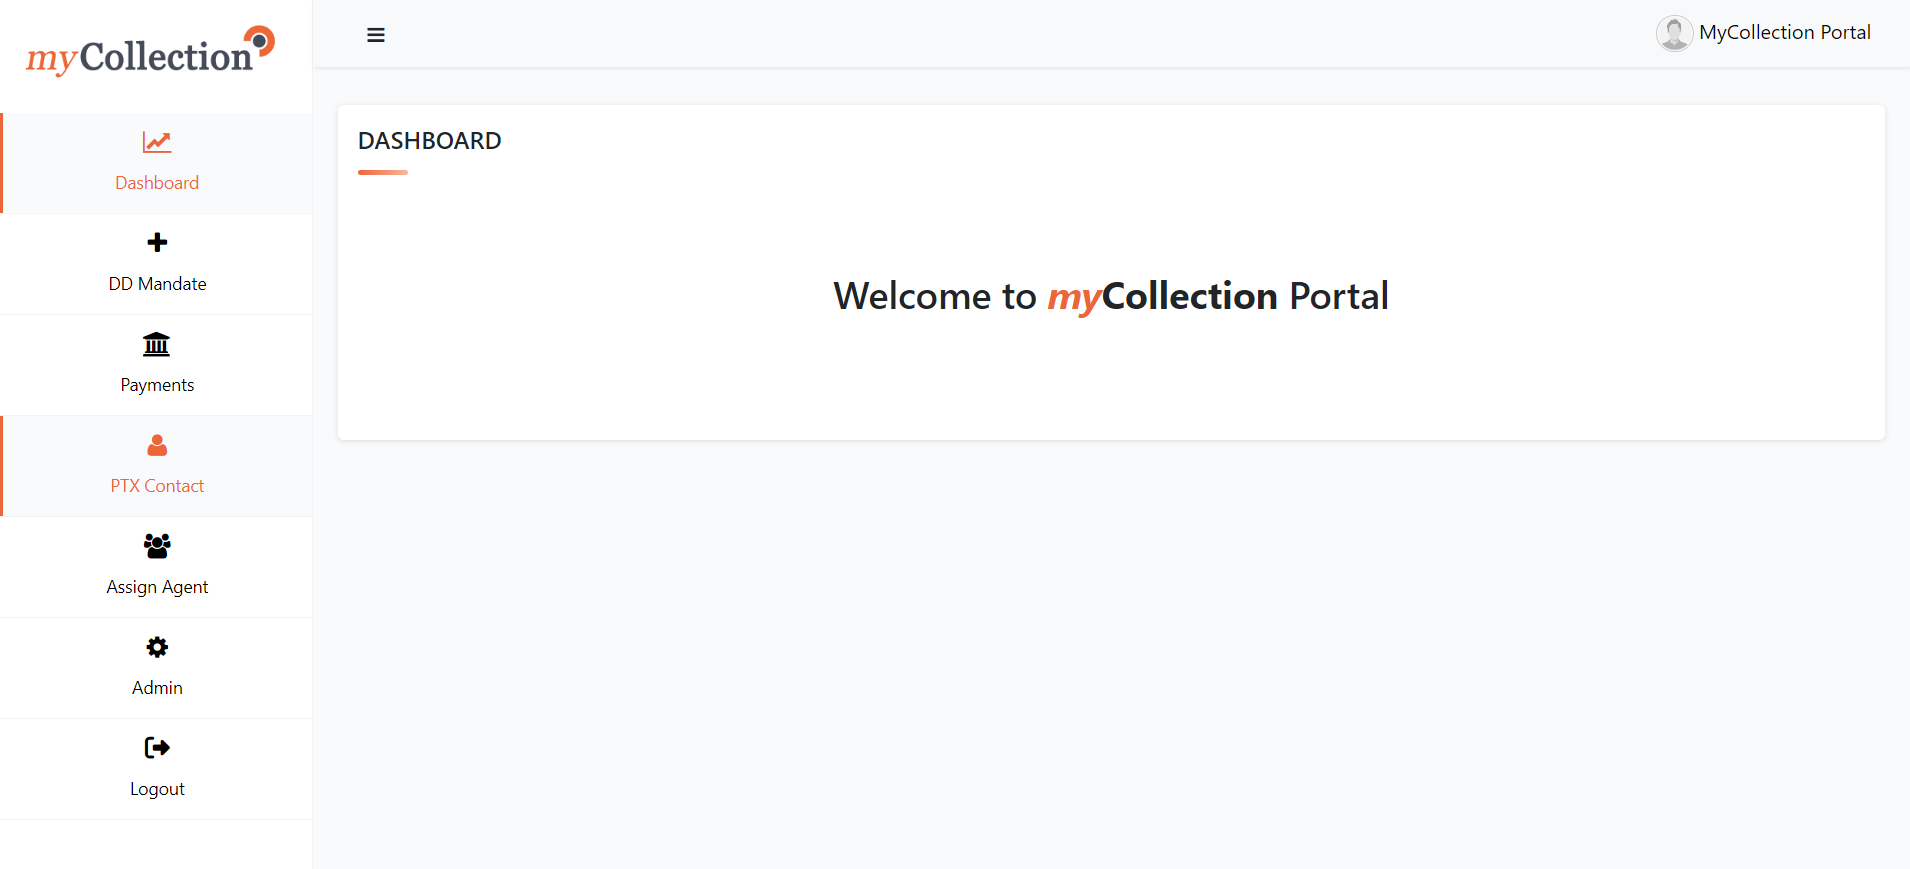 myCollection
MyCollection Portal
Dashboard
DD Mandate
Payments
PTX Contact
Assign Agent
Admin
Logout
DASHBOARD
Welcome to myCollection Portal